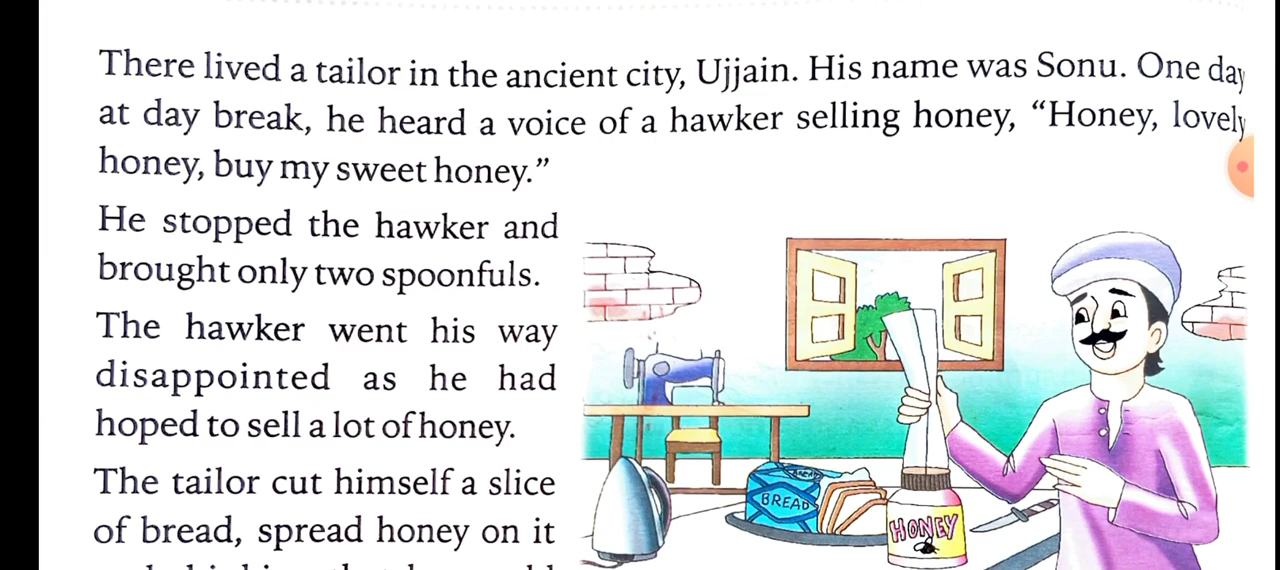 There lived a tailor in the ancient city, Ujjain. His name was Sonu. One day
at day break, he heard a voice of a hawker selling honey, “Honey, lovely
honey, buy my sweet honey.”
He stopped the hawker and
brought only two spoonfuls.
The hawker went his way
disappointed as he had
hoped to sell a lot of honey.
The tailor cut himself a slice
of bread, spread honey on it
BREAD
BREAD
HONEY